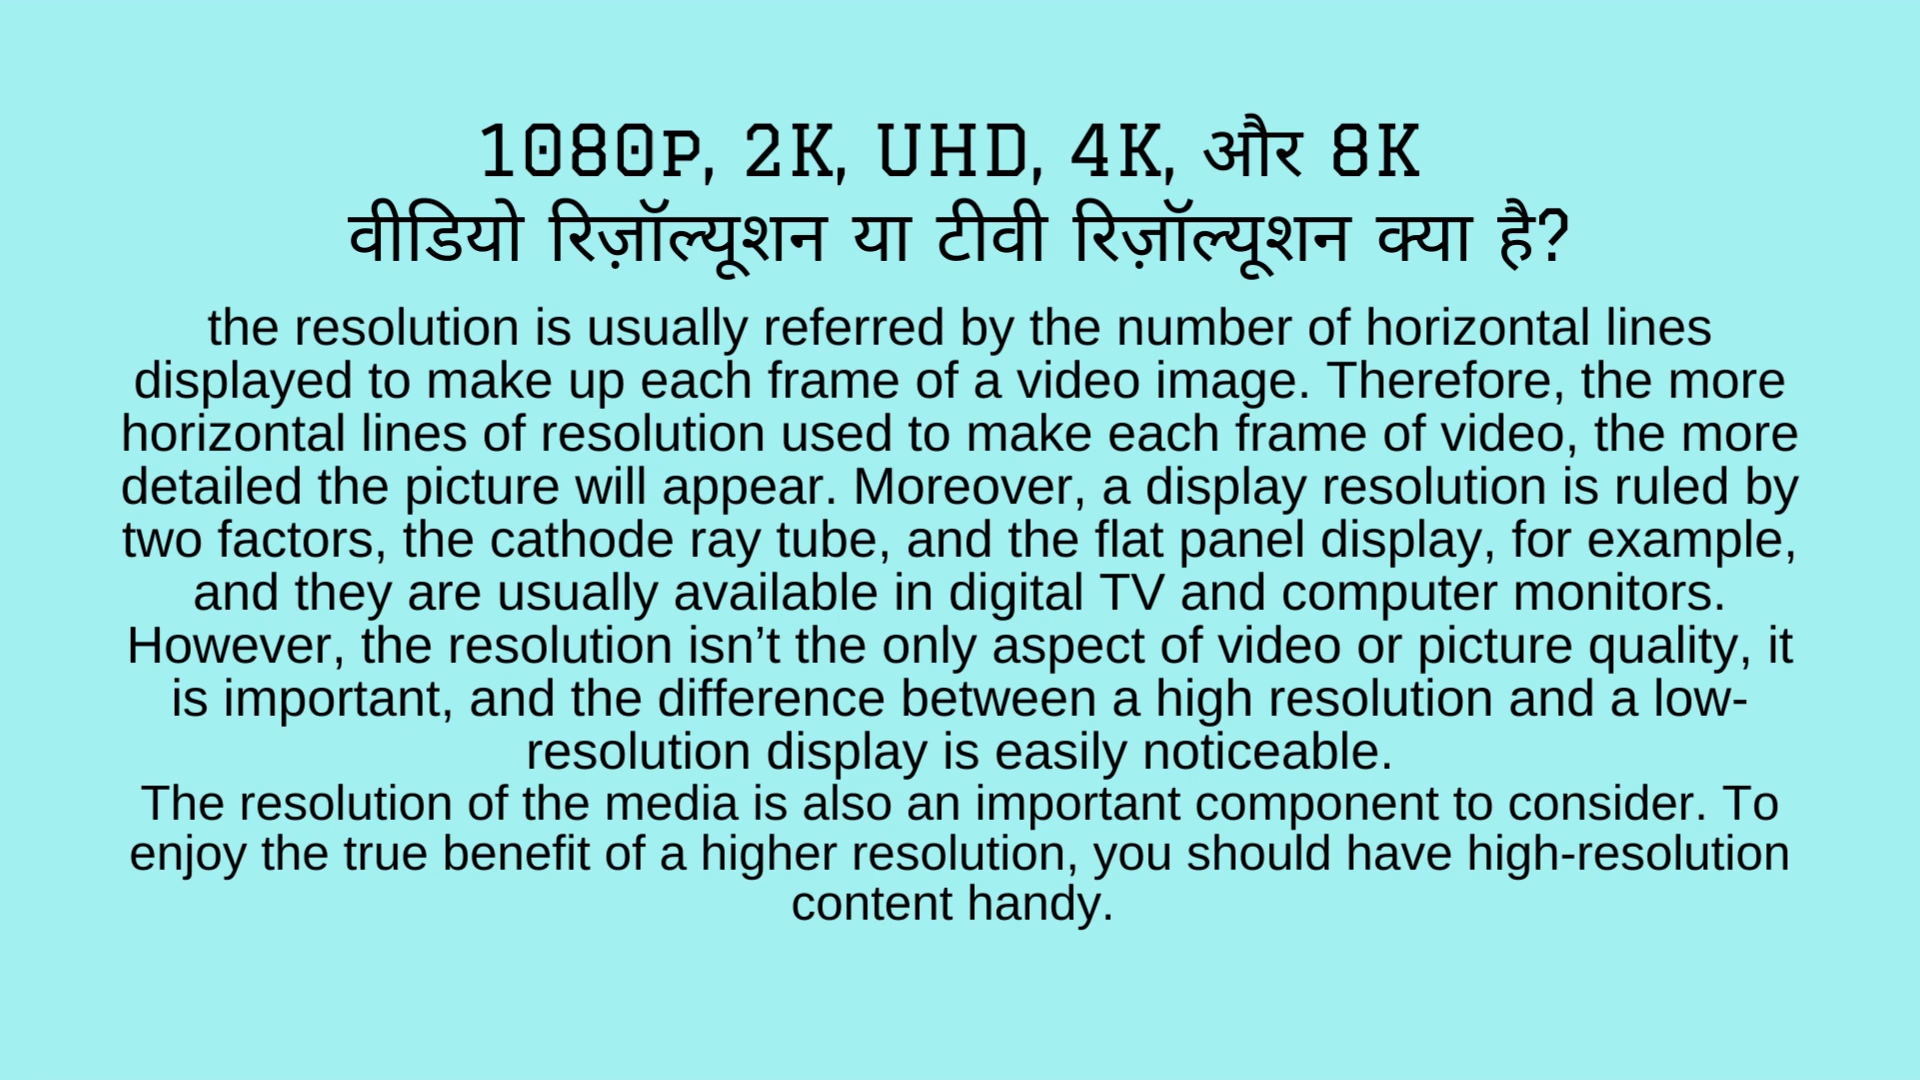 1080p, 2K, UHD, 4K, और 8K
वीडियो रिज़ॉल्यूशन या टीवी रिज़ॉल्यूशन क्या है?
the resolution is usually referred by the number of horizontal lines
displayed to make up each frame of a video image. Therefore, the more
horizontal lines of resolution used to make each frame of video, the more
detailed the picture will appear. Moreover, a display resolution is ruled by
two factors, the cathode ray tube, and the flat panel display, for example,
and they are usually available in digital TV and computer monitors.
However, the resolution isn’t the only aspect of video or picture quality, it
is important, and the difference between a high resolution and a low-
resolution display is easily noticeable.
The resolution of the media is also an important component to consider. To
enjoy the true benefit of a higher resolution, you should have high-resolution
content handy.